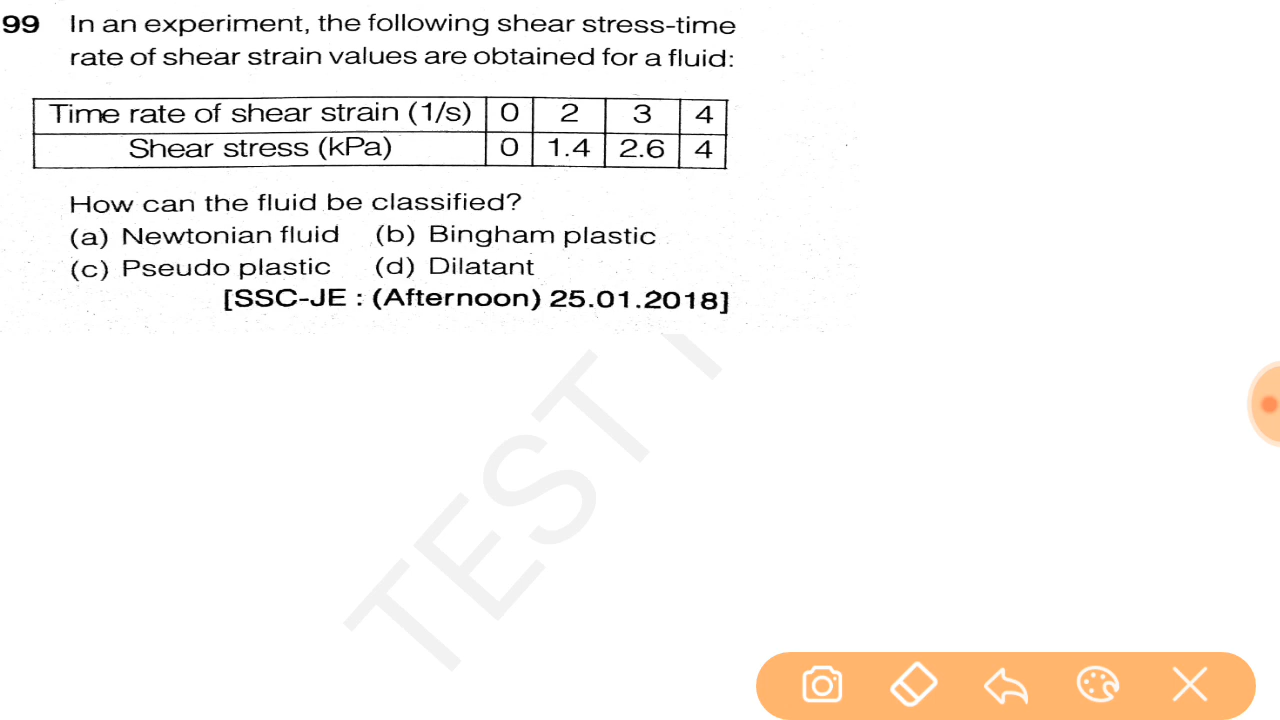 99 In an experiment, the following shear stress-time
rate of shear strain values are obtained for a fluid:
Time rate of shear strain (1/s) 0 2 3 4
Shear stress (kPa) 0 1.4 2.6 4
How can the fluid be classified?
(a) Newtonian fluid (b) Bingham plastic
(c) Pseudo plastic (d) Dilatant
[SSC-JE : (Afternoon) 25.01.2018]
TEST